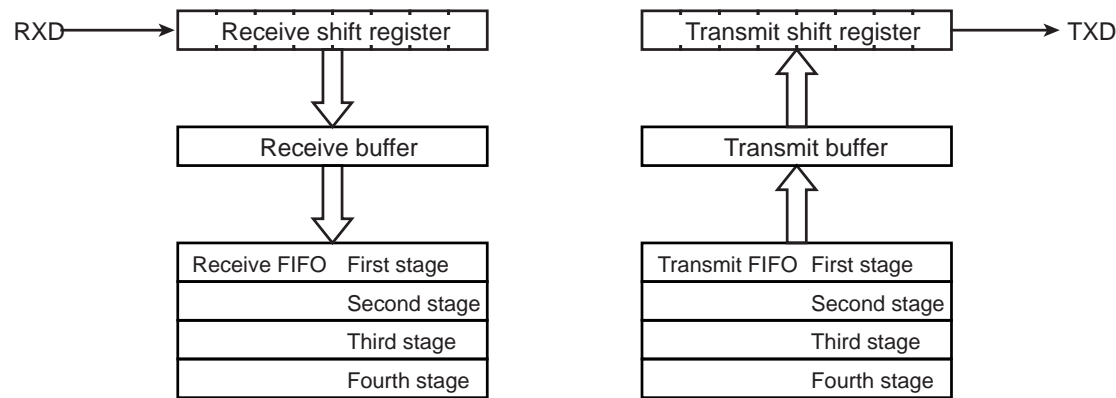 RXD
Receive shift register
Receive buffer
Receive FIFO First stage
Second stage
Third stage
Fourth stage
Transmit shift register
TXD
Transmit buffer
Transmit FIFO First stage
Second stage
Third stage
Fourth stage